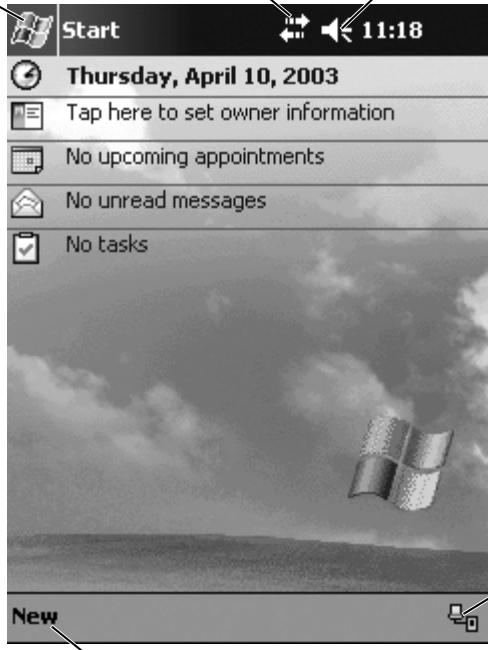 Start 11:18
Thursday, April 10, 2003
Tap here to set owner information
No upcoming appointments
No unread messages
No tasks
New